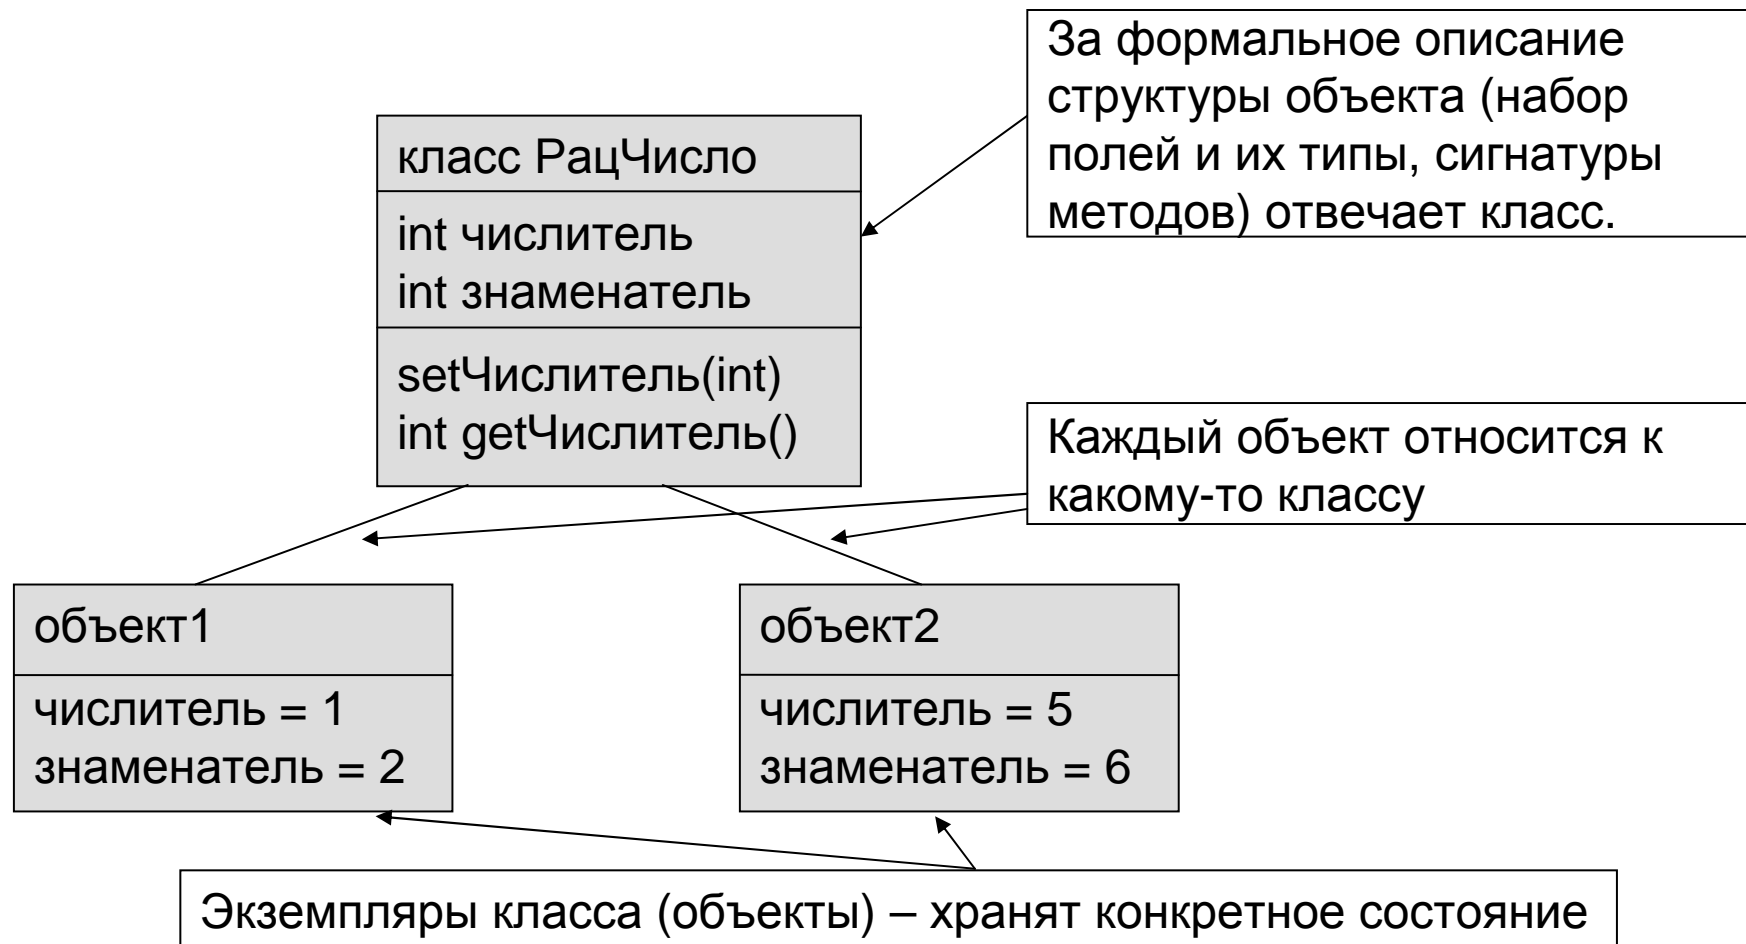 За формальное описание
структуры объекта (набор
полей и их типы, сигнатуры
методов) отвечает класс.
класс РацЧисло
int числитель
int знаменатель
setЧислитель(int)
int getЧислитель()
Каждый объект относится к
какому-то классу
объект1
числитель = 1
знаменатель = 2
объект2
числитель = 5
знаменатель = 6
Экземпляры класса (объекты) – хранят конкретное состояние